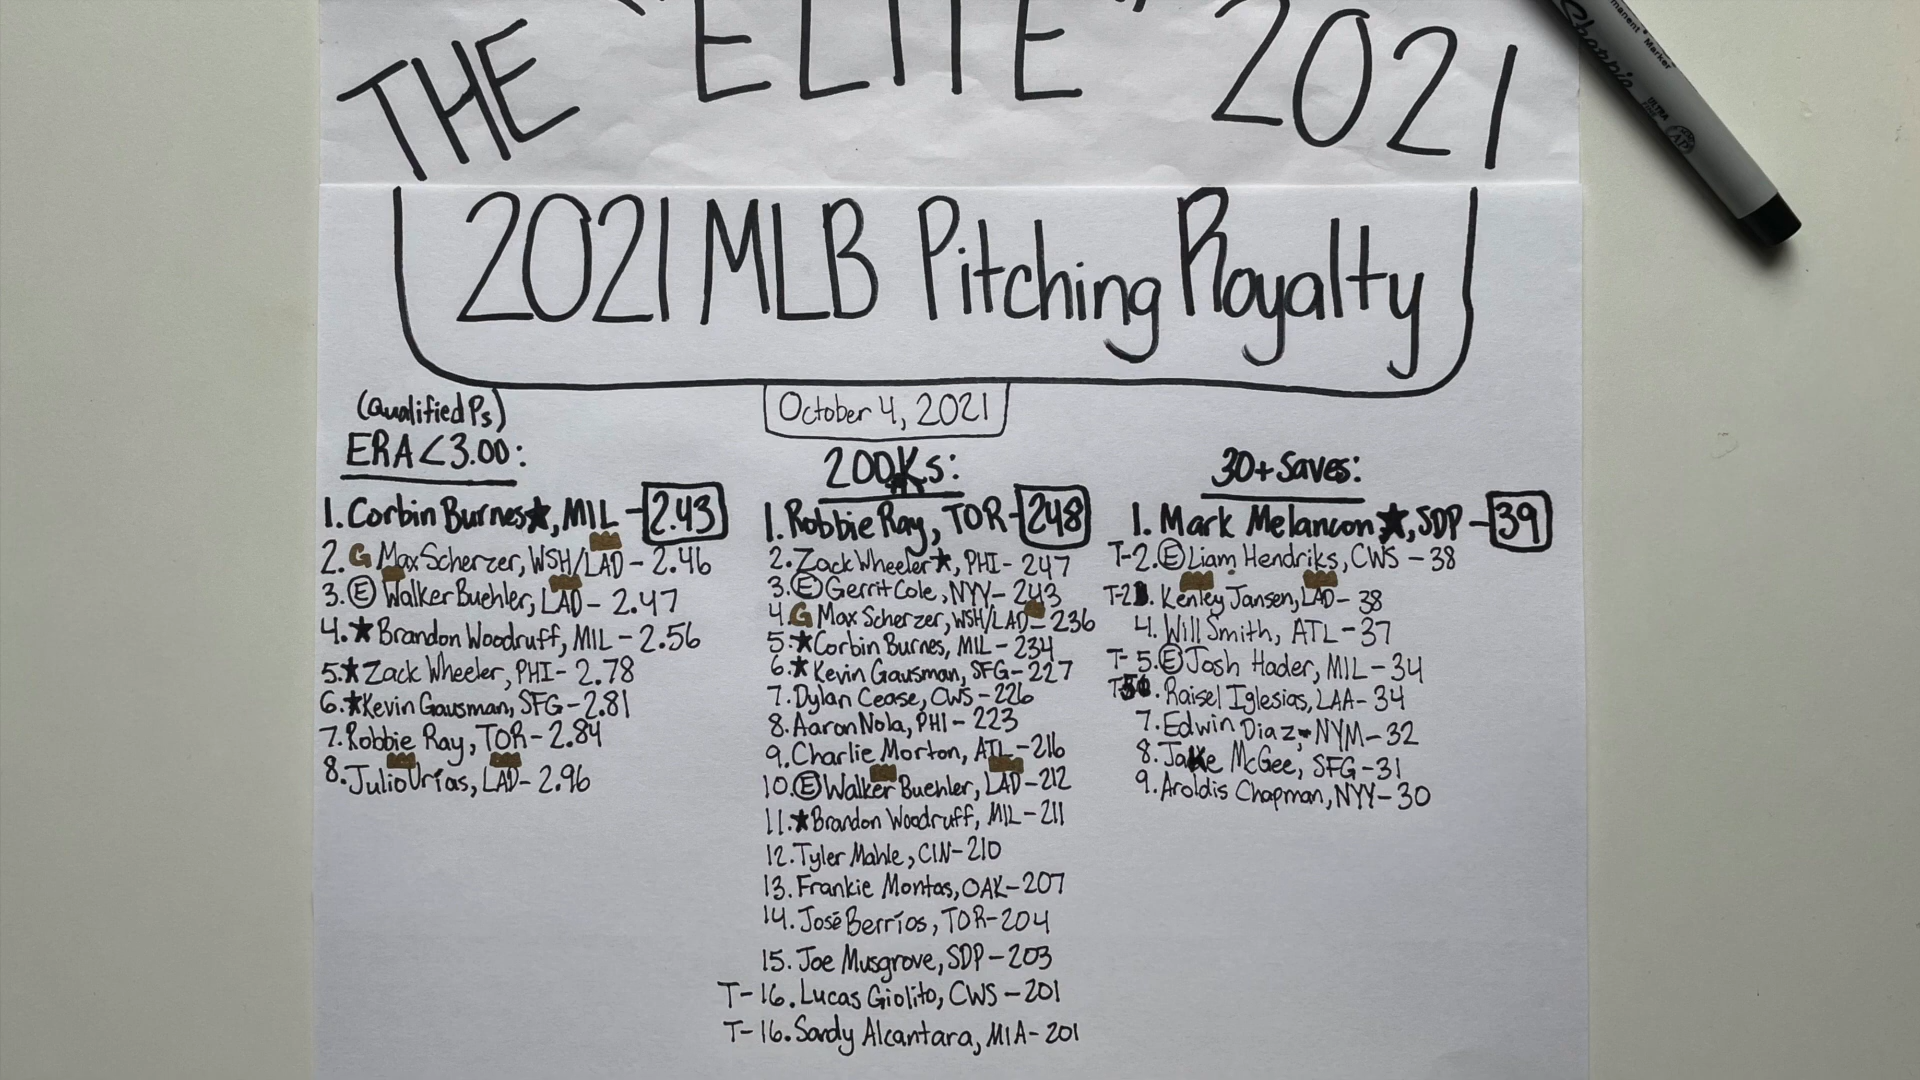 THE "ELITE" 2021
2021 MLB Pitching Royalty
October 4, 2021
(Qualified Ps)
ERA<3.00:
1. Corbin Burnes★, MIL - 2.43
2. G Max Scherzer, WSH/LAD - 2.46
3. Ⓔ Walker Buehler, LAD - 2.47
4. ★ Brandon Woodruff, MIL - 2.56
5. ★ Zack Wheeler, PHI - 2.78
6. ★ Kevin Gausman, SFG - 2.81
7. Robbie Ray, TOR - 2.84
8. Julio Urías, LAD - 2.96
200Ks:
1. Robbie Ray, TOR - 248
2. Zack Wheeler★, PHI - 247
3. Ⓔ Gerrit Cole, NYY - 243
4. G Max Scherzer, WSH/LAD - 236
5. ★ Corbin Burnes, MIL - 234
6. ★ Kevin Gausman, SFG - 227
7. Dylan Cease, CWS - 226
8. Aaron Nola, PHI - 223
9. Charlie Morton, ATL - 216
10. Ⓔ Walker Buehler, LAD - 212
11. ★ Brandon Woodruff, MIL - 211
12. Tyler Mahle, CIN - 210
13. Frankie Montas, OAK - 207
14. José Berríos, TOR - 204
15. Joe Musgrove, SDP - 203
T-16. Lucas Giolito, CWS - 201
T-16. Sandy Alcantara, MIA - 201
30+ Saves:
1. Mark Melancon★, SDP - 39
T-2. Ⓔ Liam Hendriks, CWS - 38
T-2. Kenley Jansen, LAD - 38
4. Will Smith, ATL - 37
T-5. Ⓔ Josh Hader, MIL - 34
T-5. Raisel Iglesias, LAA - 34
7. Edwin Diaz, NYM - 32
8. Jake McGee, SFG - 31
9. Aroldis Chapman, NYY - 30
Sharpie
manent Marker
ULTRA
FINE
AP